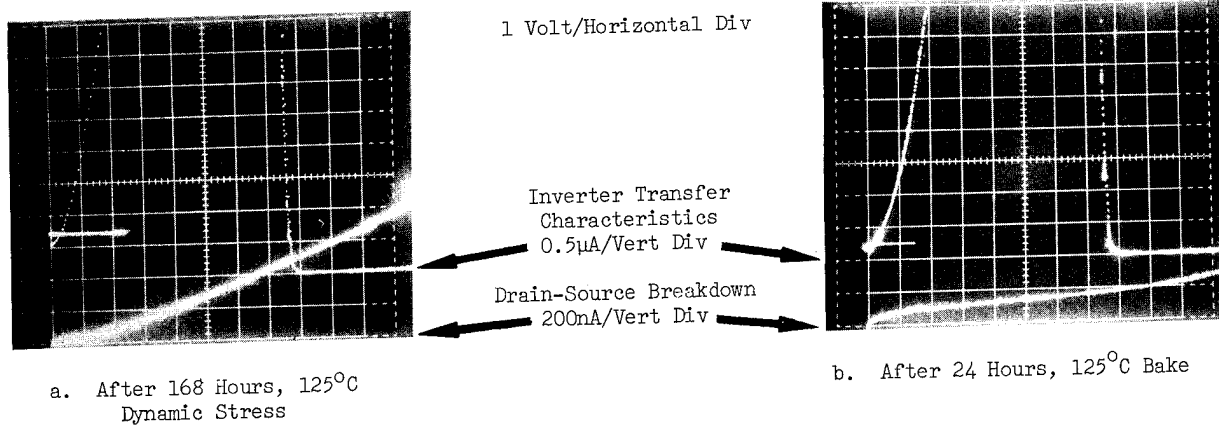 1 Volt/Horizontal Div
Inverter Transfer
Characteristics
0.5μA/Vert Div
Drain-Source Breakdown
200nA/Vert Div
a. After 168 Hours, 125°C
Dynamic Stress
b. After 24 Hours, 125°C Bake